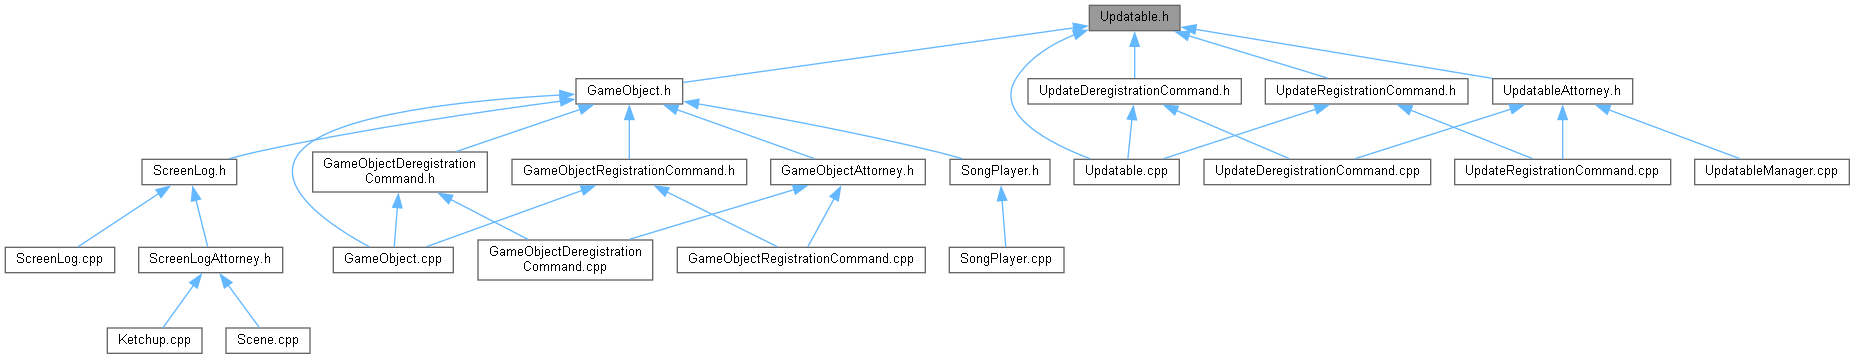 Updatable.h
GameObject.h
UpdateDeregistrationCommand.h
UpdateRegistrationCommand.h
UpdatableAttorney.h
ScreenLog.h
GameObjectDeregistration
Command.h
GameObjectRegistrationCommand.h
GameObjectAttorney.h
SongPlayer.h
Updatable.cpp
UpdateDeregistrationCommand.cpp
UpdateRegistrationCommand.cpp
UpdatableManager.cpp
ScreenLog.cpp
ScreenLogAttorney.h
GameObject.cpp
GameObjectDeregistration
Command.cpp
GameObjectRegistrationCommand.cpp
SongPlayer.cpp
Ketchup.cpp
Scene.cpp